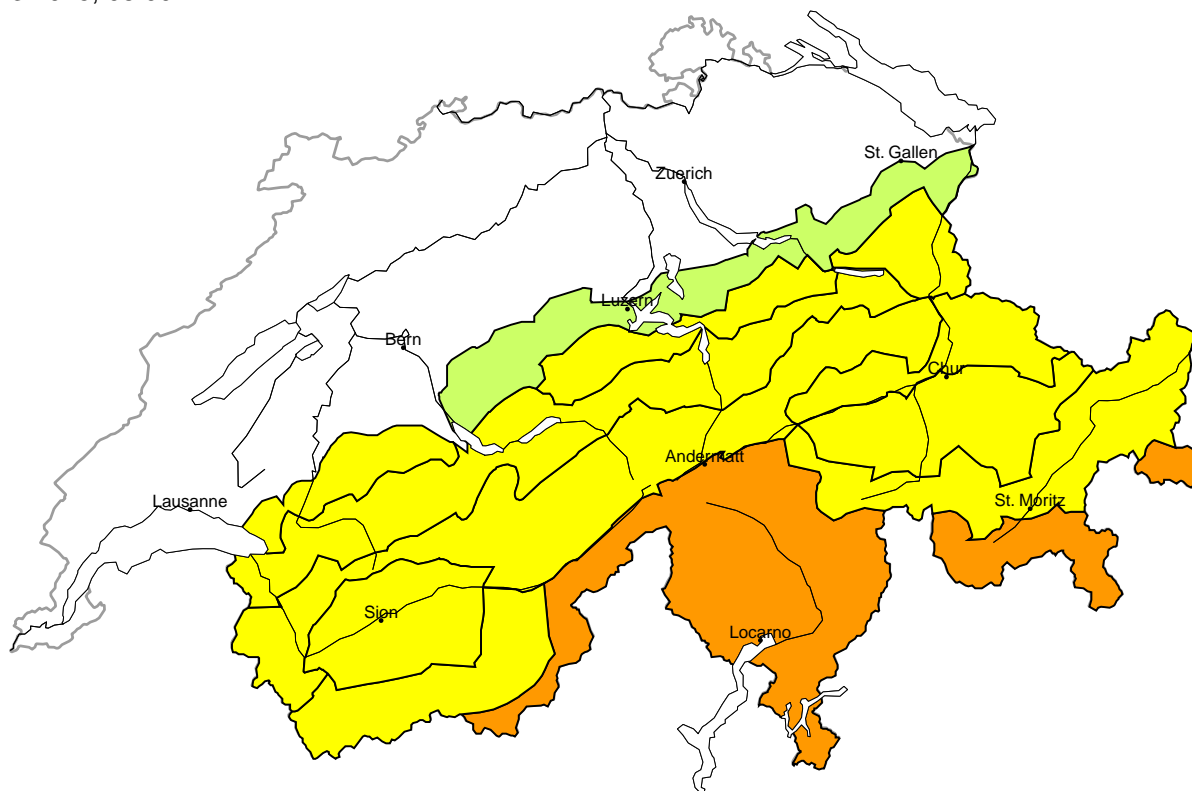 St. Gallen
Zuerich
Luzern
Bern
Chur
Andermatt
Lausanne
St. Moritz
Sion
Locarno